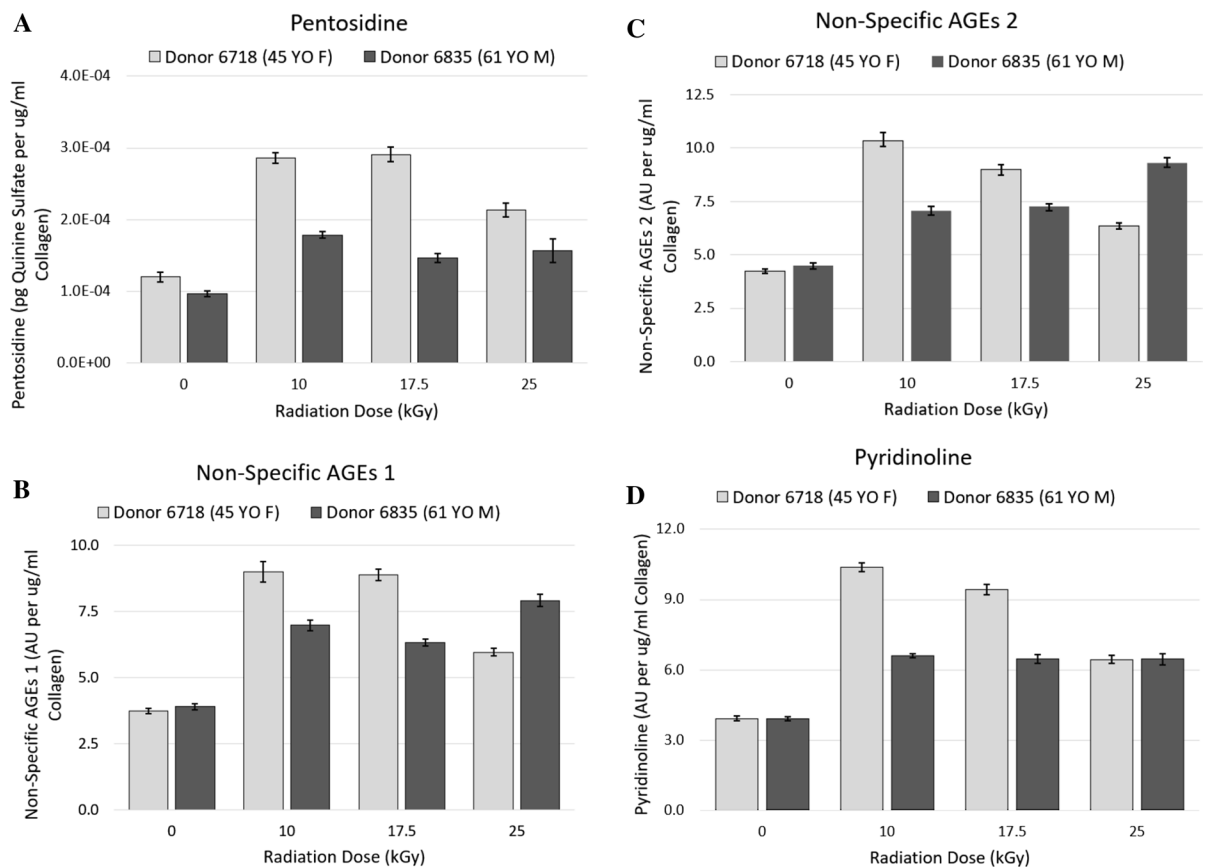 A
Pentosidine
Donor 6718 (45 YO F) Donor 6835 (61 YO M)
Pentosidine (pg Quinine Sulfate per ug/ml
Collagen)
4.0E-04
3.0E-04
2.0E-04
1.0E-04
0.0E+00
0 10 17.5 25
Radiation Dose (kGy)
B
Non-Specific AGEs 1
Donor 6718 (45 YO F) Donor 6835 (61 YO M)
Non-Specific AGEs 1 (AU per ug/ml
Collagen)
10.0
7.5
5.0
2.5
0.0
0 10 17.5 25
Radiation Dose (kGy)
C
Non-Specific AGEs 2
Donor 6718 (45 YO F) Donor 6835 (61 YO M)
Non-Specific AGEs 2 (AU per ug/ml
Collagen)
12.5
10.0
7.5
5.0
2.5
0.0
0 10 17.5 25
Radiation Dose (kGy)
D
Pyridinoline
Donor 6718 (45 YO F) Donor 6835 (61 YO M)
Pyridinoline (AU per ug/ml Collagen)
12.0
9.0
6.0
3.0
0.0
0 10 17.5 25
Radiation Dose (kGy)